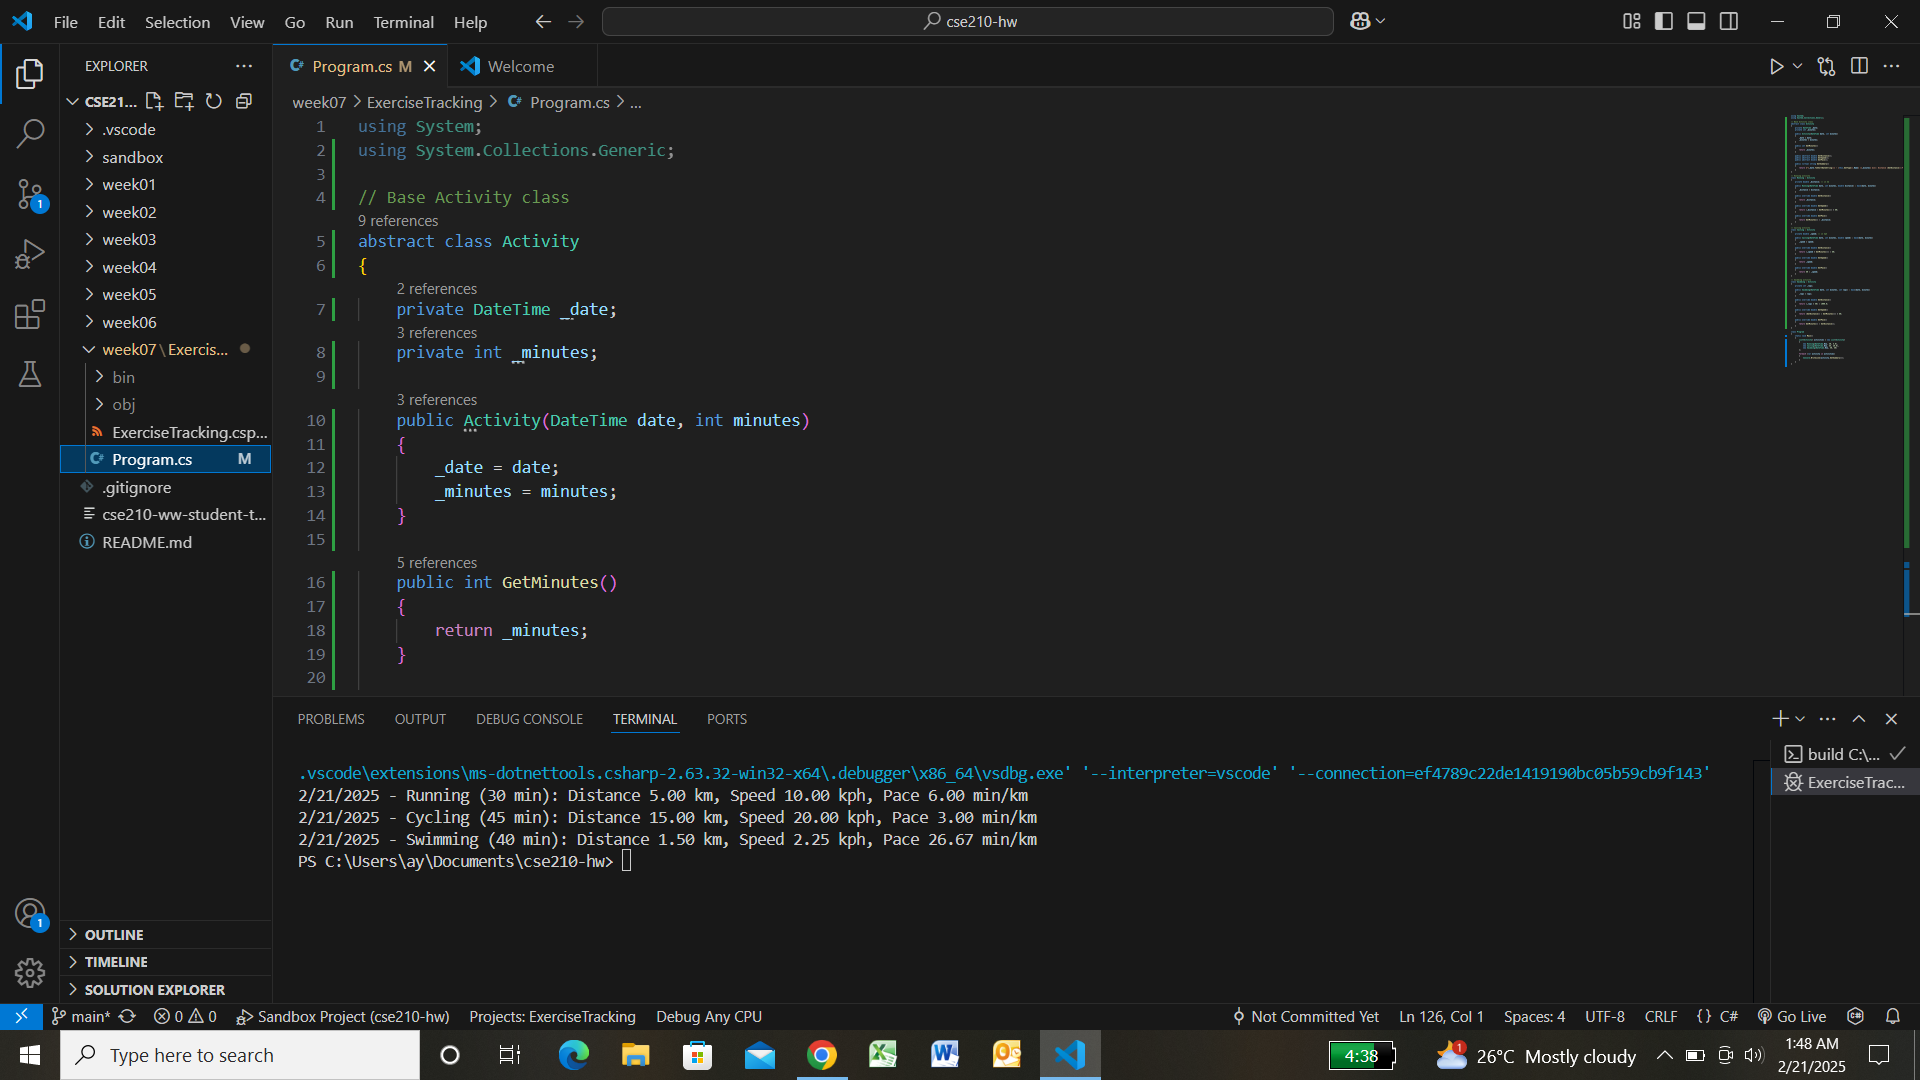 File Edit Selection View Go Run Terminal Help
cse210-hw
EXPLORER
Program.cs M
Welcome
CSE21...
week07 > ExerciseTracking > Program.cs > ...
.vscode
sandbox
week01
week02
week03
week04
week05
week06
week07\Exercis...
bin
obj
ExerciseTracking.csp...
Program.cs M
.gitignore
cse210-ww-student-t...
README.md
1 using System;
2 using System.Collections.Generic;
3
4 // Base Activity class
9 references
5 abstract class Activity
6 {
2 references
7 private DateTime _date;
3 references
8 private int _minutes;
9
3 references
10 public Activity(DateTime date, int minutes)
11 {
12 _date = date;
13 _minutes = minutes;
14 }
15
5 references
16 public int GetMinutes()
17 {
18 return _minutes;
19 }
20
PROBLEMS OUTPUT DEBUG CONSOLE TERMINAL PORTS
.vscode\extensions\ms-dotnettools.csharp-2.63.32-win32-x64\.debugger\x86_64\vsdbg.exe' '--interpreter=vscode' '--connection=ef4789c22de1419190bc05b59cb9f143'
2/21/2025 - Running (30 min): Distance 5.00 km, Speed 10.00 kph, Pace 6.00 min/km
2/21/2025 - Cycling (45 min): Distance 15.00 km, Speed 20.00 kph, Pace 3.00 min/km
2/21/2025 - Swimming (40 min): Distance 1.50 km, Speed 2.25 kph, Pace 26.67 min/km
PS C:\Users\ay\Documents\cse210-hw>
build C:\...
ExerciseTrac...
OUTLINE
TIMELINE
SOLUTION EXPLORER
1
1
main* 0 0 Sandbox Project (cse210-hw) Projects: ExerciseTracking Debug Any CPU Not Committed Yet Ln 126, Col 1 Spaces: 4 UTF-8 CRLF {} C# Go Live
Type here to search
4:38
1
26°C Mostly cloudy
1:48 AM
2/21/2025